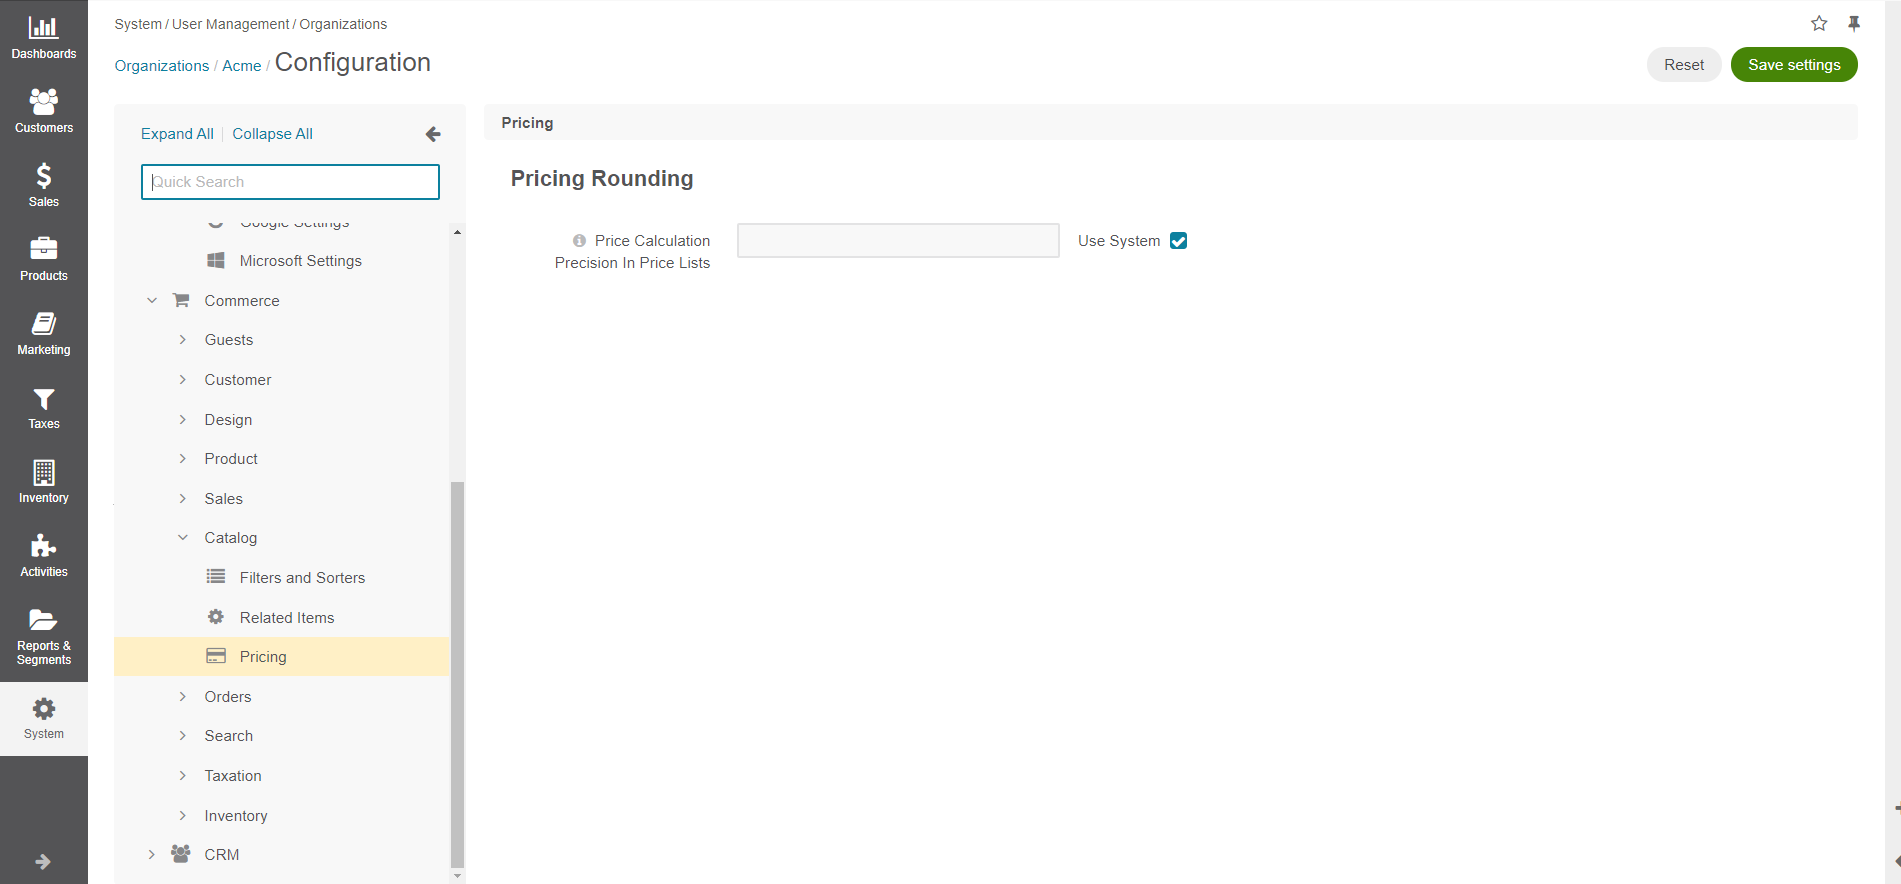 Dashboards
Customers
Sales
Products
Marketing
Taxes
Inventory
Activities
Reports &
Segments
System
System / User Management / Organizations
Organizations / Acme / Configuration
Reset
Save settings
Expand All
Collapse All
Quick Search
Google Settings
Microsoft Settings
Commerce
Guests
Customer
Design
Product
Sales
Catalog
Filters and Sorters
Related Items
Pricing
Orders
Search
Taxation
Inventory
CRM
Pricing
Pricing Rounding
Price Calculation
Precision In Price Lists
Use System